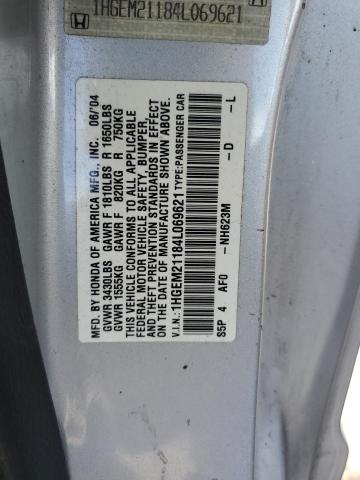 1HGEM21184L069621
MFD. BY HONDA OF AMERICA MFG., INC. 06/04
GVWR 3430LBS GAWR F 1810LBS R 1650LBS
GVWR 1555KG GAWR F 820KG R 750KG
THIS VEHICLE CONFORMS TO ALL APPLICABLE
FEDERAL MOTOR VEHICLE SAFETY, BUMPER,
AND THEFT PREVENTION STANDARDS IN EFFECT
ON THE DATE OF MANUFACTURE SHOWN ABOVE.
V.I.N.: 1HGEM21184L069621 TYPE:PASSENGER CAR
S5P 4 AF0 -NH623M -D -L